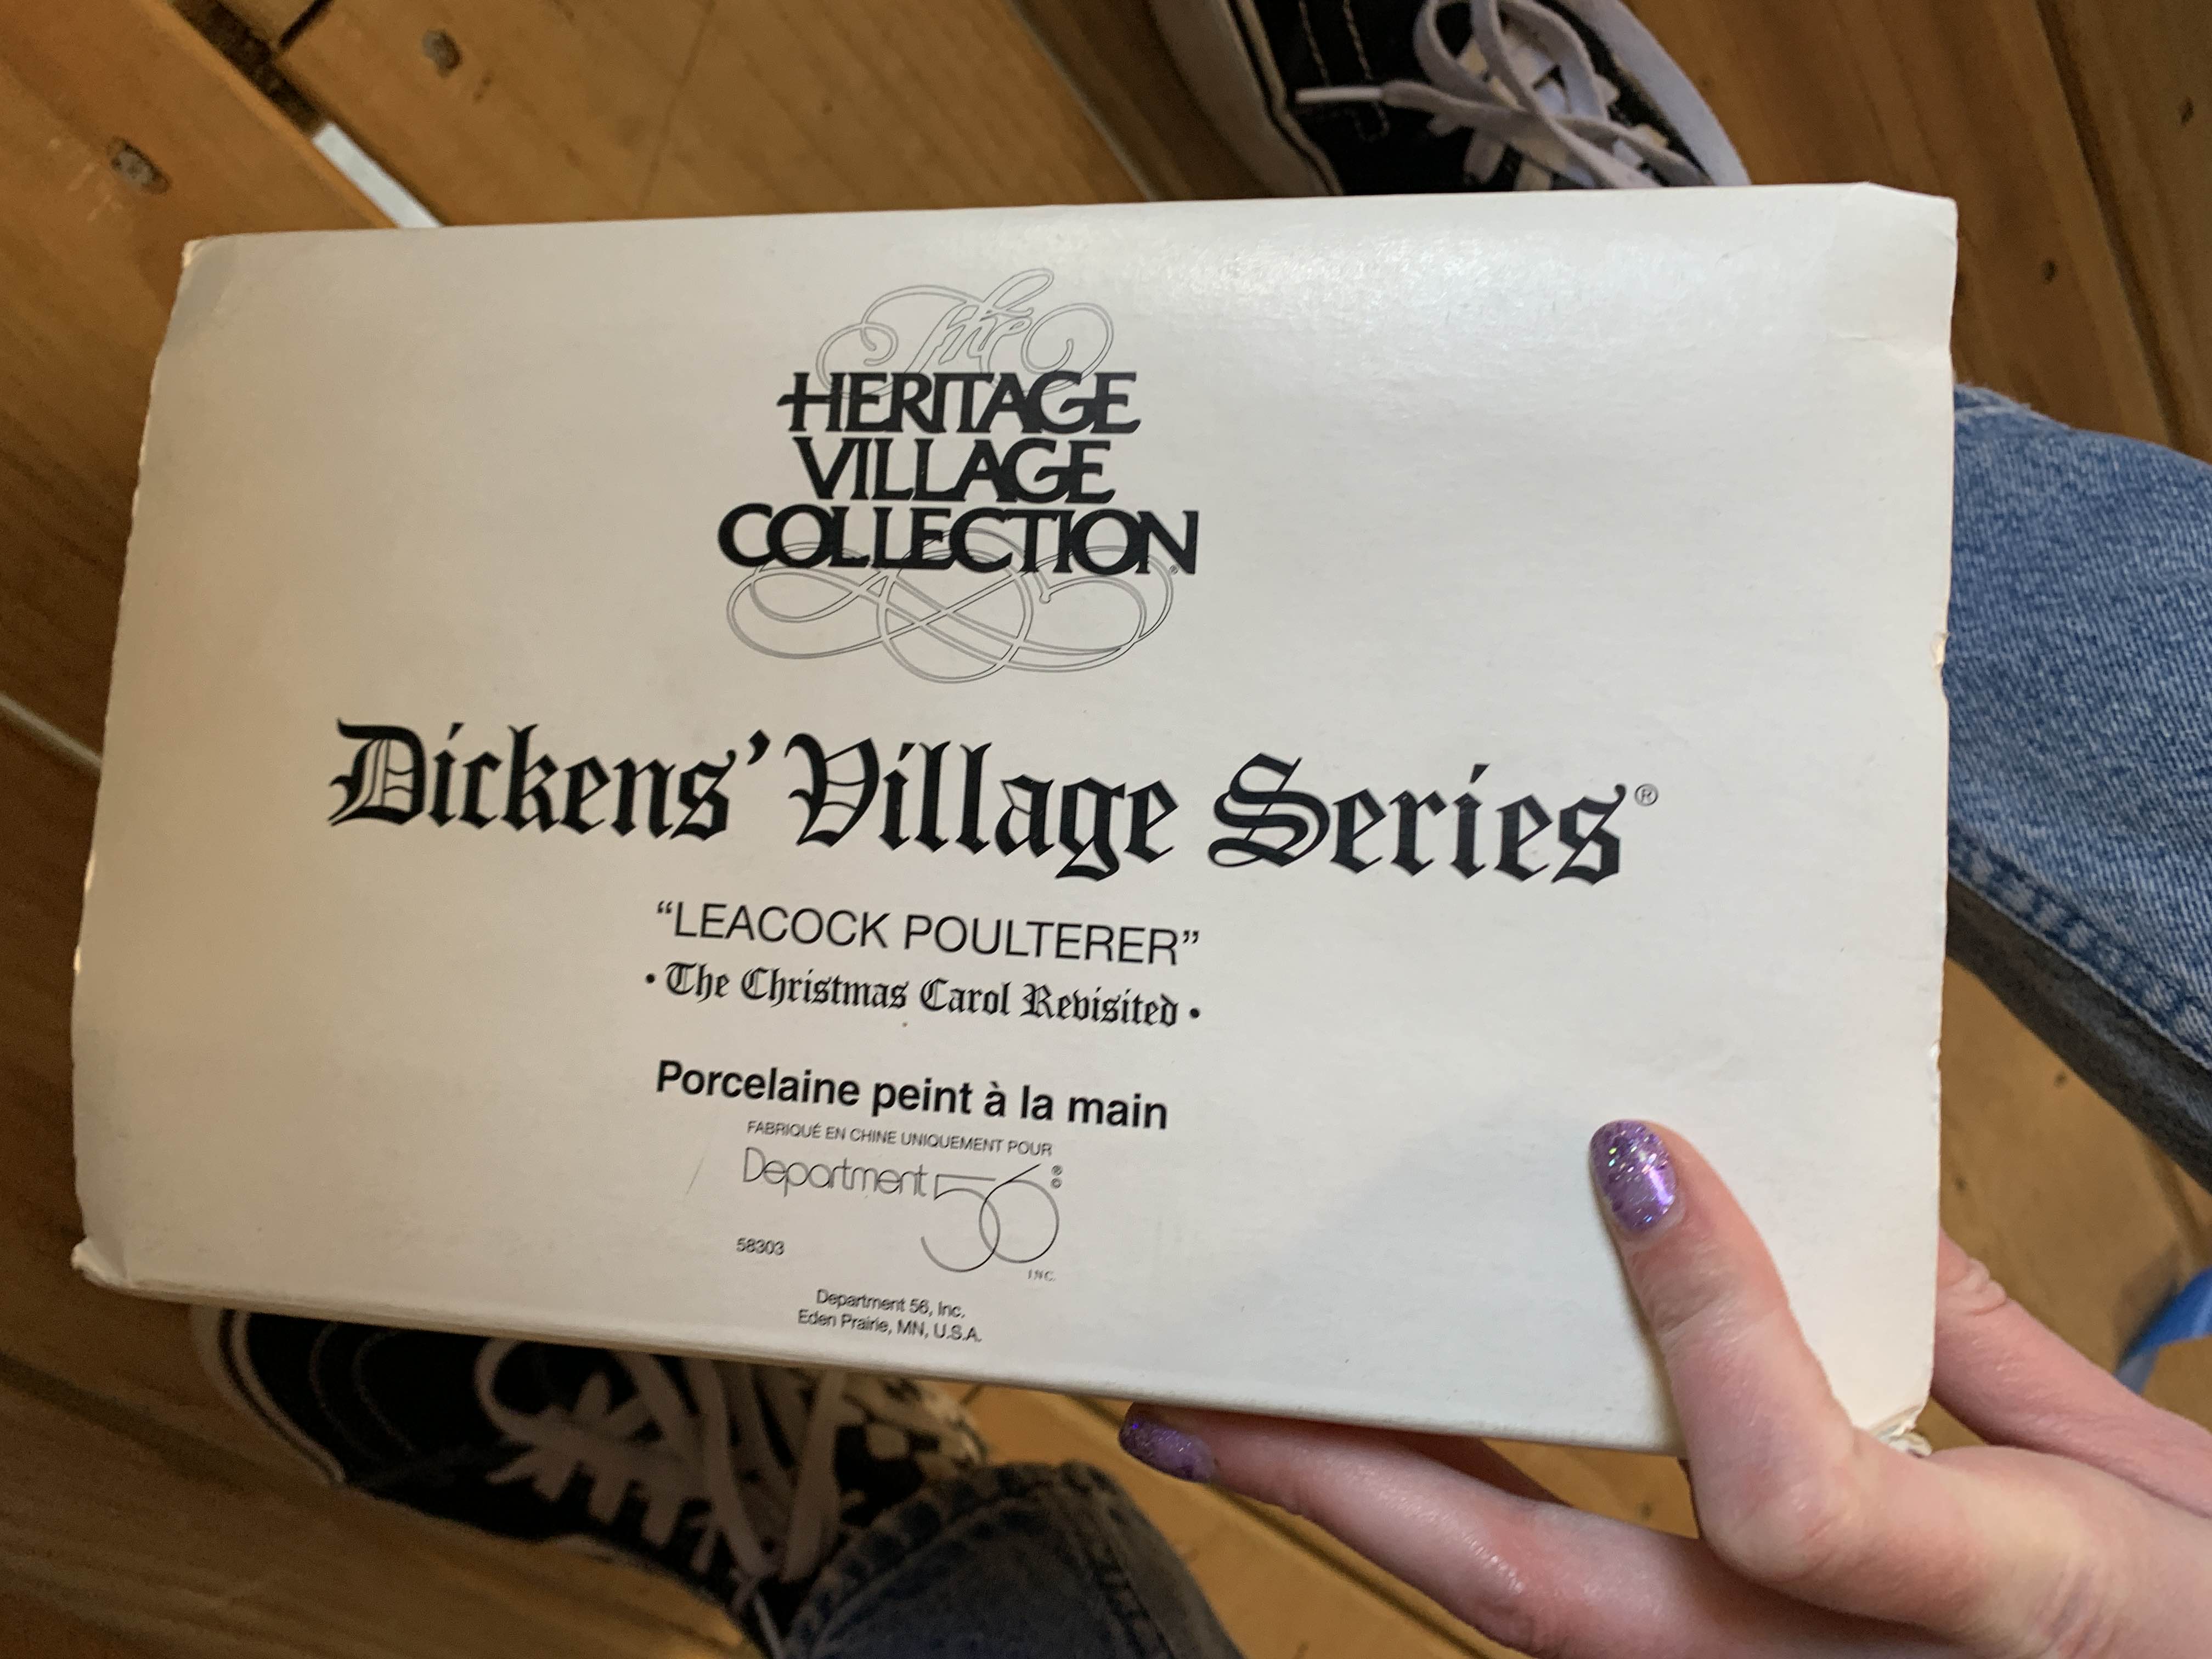 The
HERITAGE
VILLAGE
COLLECTION®
Dickens' Village Series®
“LEACOCK POULTERER”
• The Christmas Carol Revisited •
Porcelaine peint à la main
FABRIQUÉ EN CHINE UNIQUEMENT POUR
Department 56®©
INC.
58303
Department 56, Inc.
Eden Prairie, MN, U.S.A.